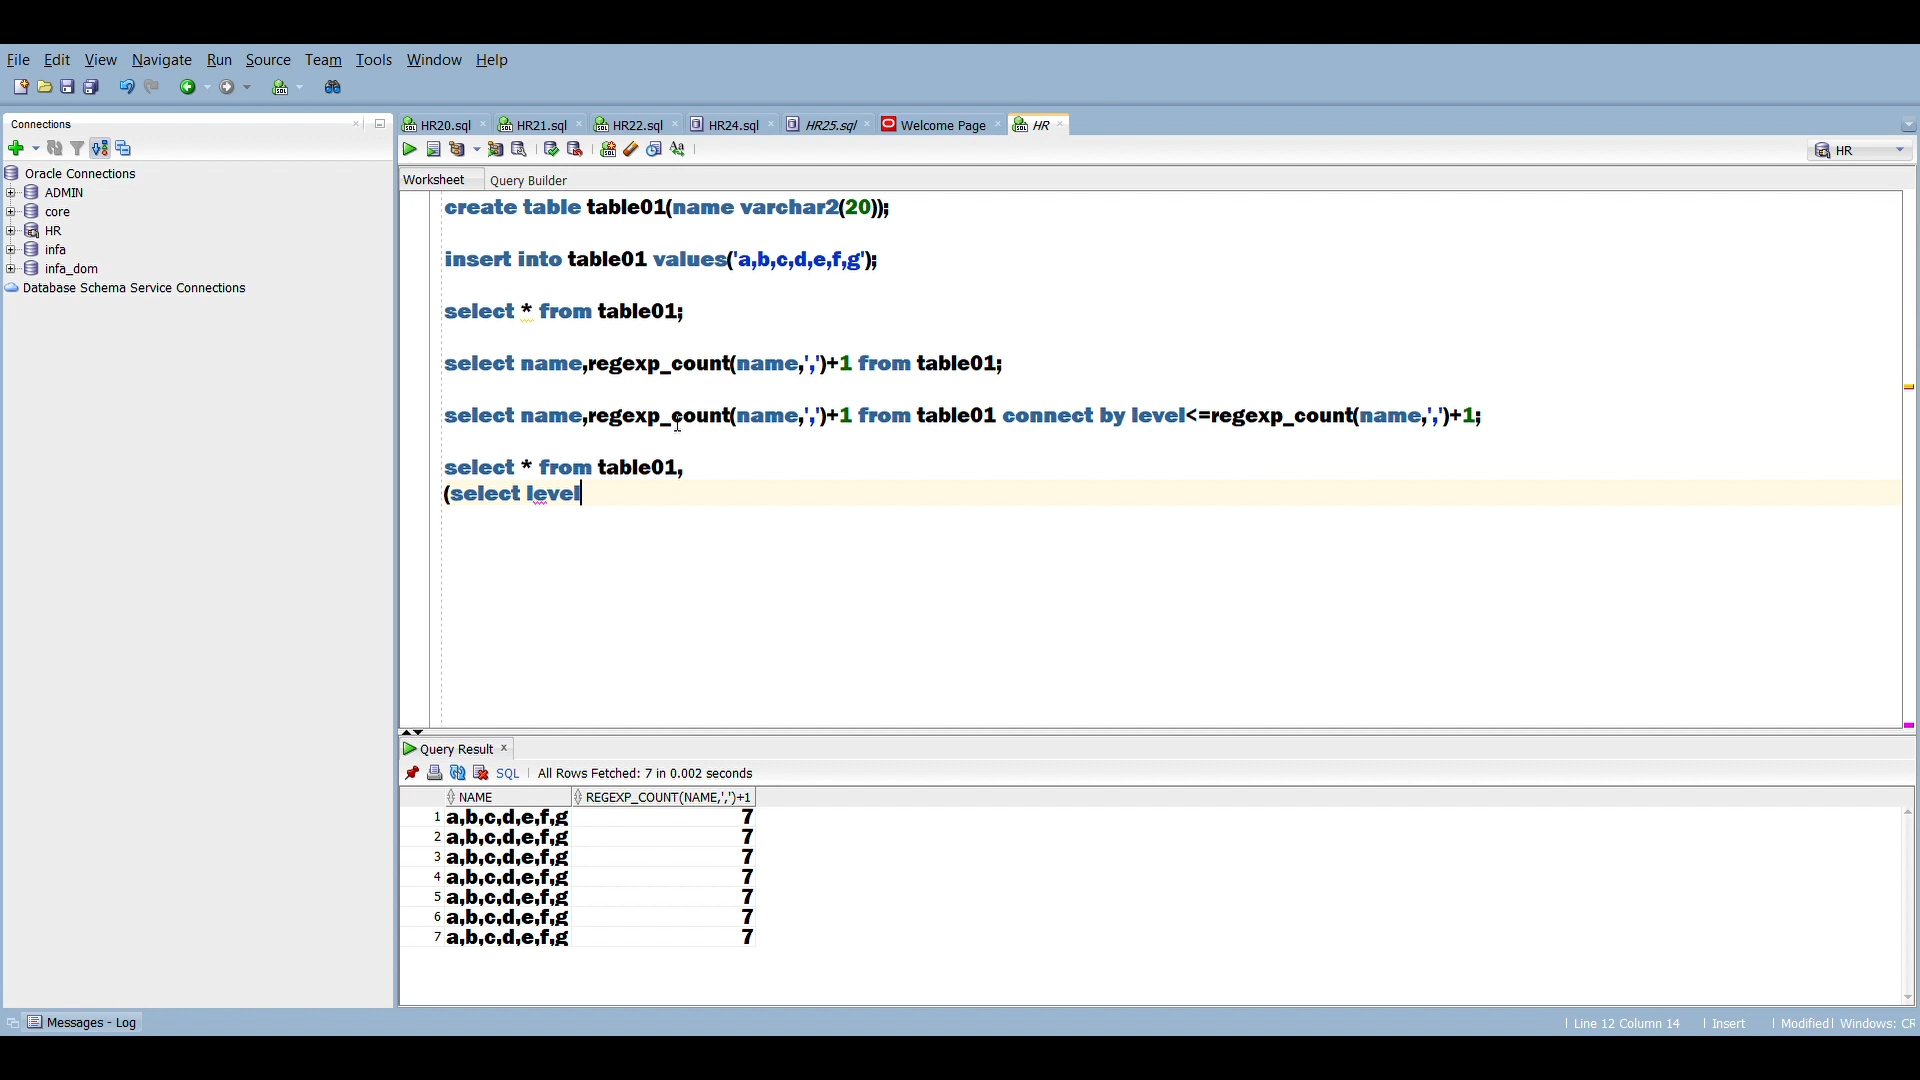 File Edit View Navigate Run Source Team Tools Window Help
Connections
HR20.sql HR21.sql HR22.sql HR24.sql HR25.sql Welcome Page HR
HR
Oracle Connections
ADMIN
core
HR
infa
infa_dom
Database Schema Service Connections
Worksheet Query Builder
create table table01(name varchar2(20));
insert into table01 values('a,b,c,d,e,f,g');
select * from table01;
select name,regexp_count(name,',')+1 from table01;
select name,regexp_count(name,',')+1 from table01 connect by level<=regexp_count(name,',')+1;
select * from table01,
(select level
Query Result
SQL | All Rows Fetched: 7 in 0.002 seconds
NAME REGEXP_COUNT(NAME,',')+1
1 a,b,c,d,e,f,g 7
2 a,b,c,d,e,f,g 7
3 a,b,c,d,e,f,g 7
4 a,b,c,d,e,f,g 7
5 a,b,c,d,e,f,g 7
6 a,b,c,d,e,f,g 7
7 a,b,c,d,e,f,g 7
Messages - Log
| Line 12 Column 14 | Insert | Modified | Windows: CR